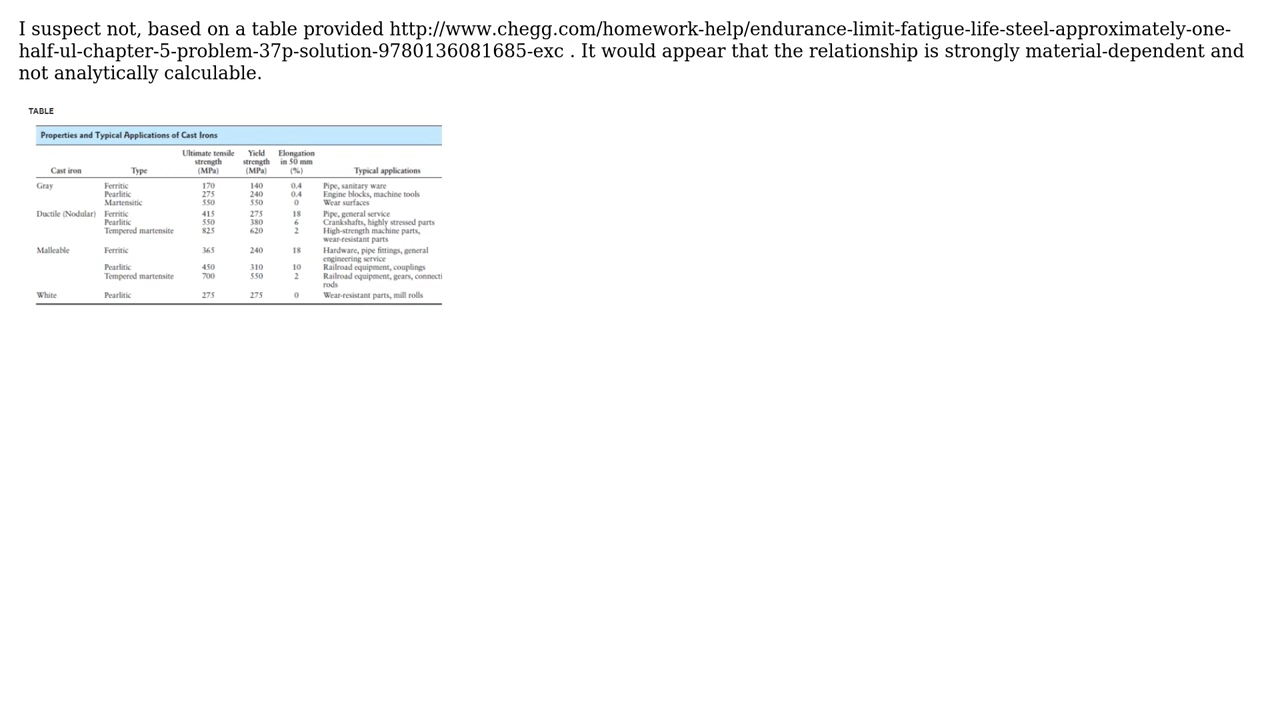 I suspect not, based on a table provided http://www.chegg.com/homework-help/endurance-limit-fatigue-life-steel-approximately-one-
half-ul-chapter-5-problem-37p-solution-9780136081685-exc . It would appear that the relationship is strongly material-dependent and
not analytically calculable.
TABLE
Properties and Typical Applications of Cast Irons
Ultimate tensile Yield Elongation
strength strength in 50 mm
Cast iron Type (MPa) (MPa) (%) Typical applications
Gray Ferritic 170 140 0.4 Pipe, sanitary ware
Pearlitic 275 240 0.4 Engine blocks, machine tools
Martensitic 550 550 0 Wear surfaces
Ductile (Nodular) Ferritic 415 275 18 Pipe, general service
Pearlitic 550 380 6 Crankshafts, highly stressed parts
Tempered martensite 825 620 2 High-strength machine parts,
wear-resistant parts
Malleable Ferritic 365 240 18 Hardware, pipe fittings, general
engineering service
Pearlitic 450 310 10 Railroad equipment, couplings
Tempered martensite 700 550 2 Railroad equipment, gears, connecti
rods
White Pearlitic 275 275 0 Wear-resistant parts, mill rolls